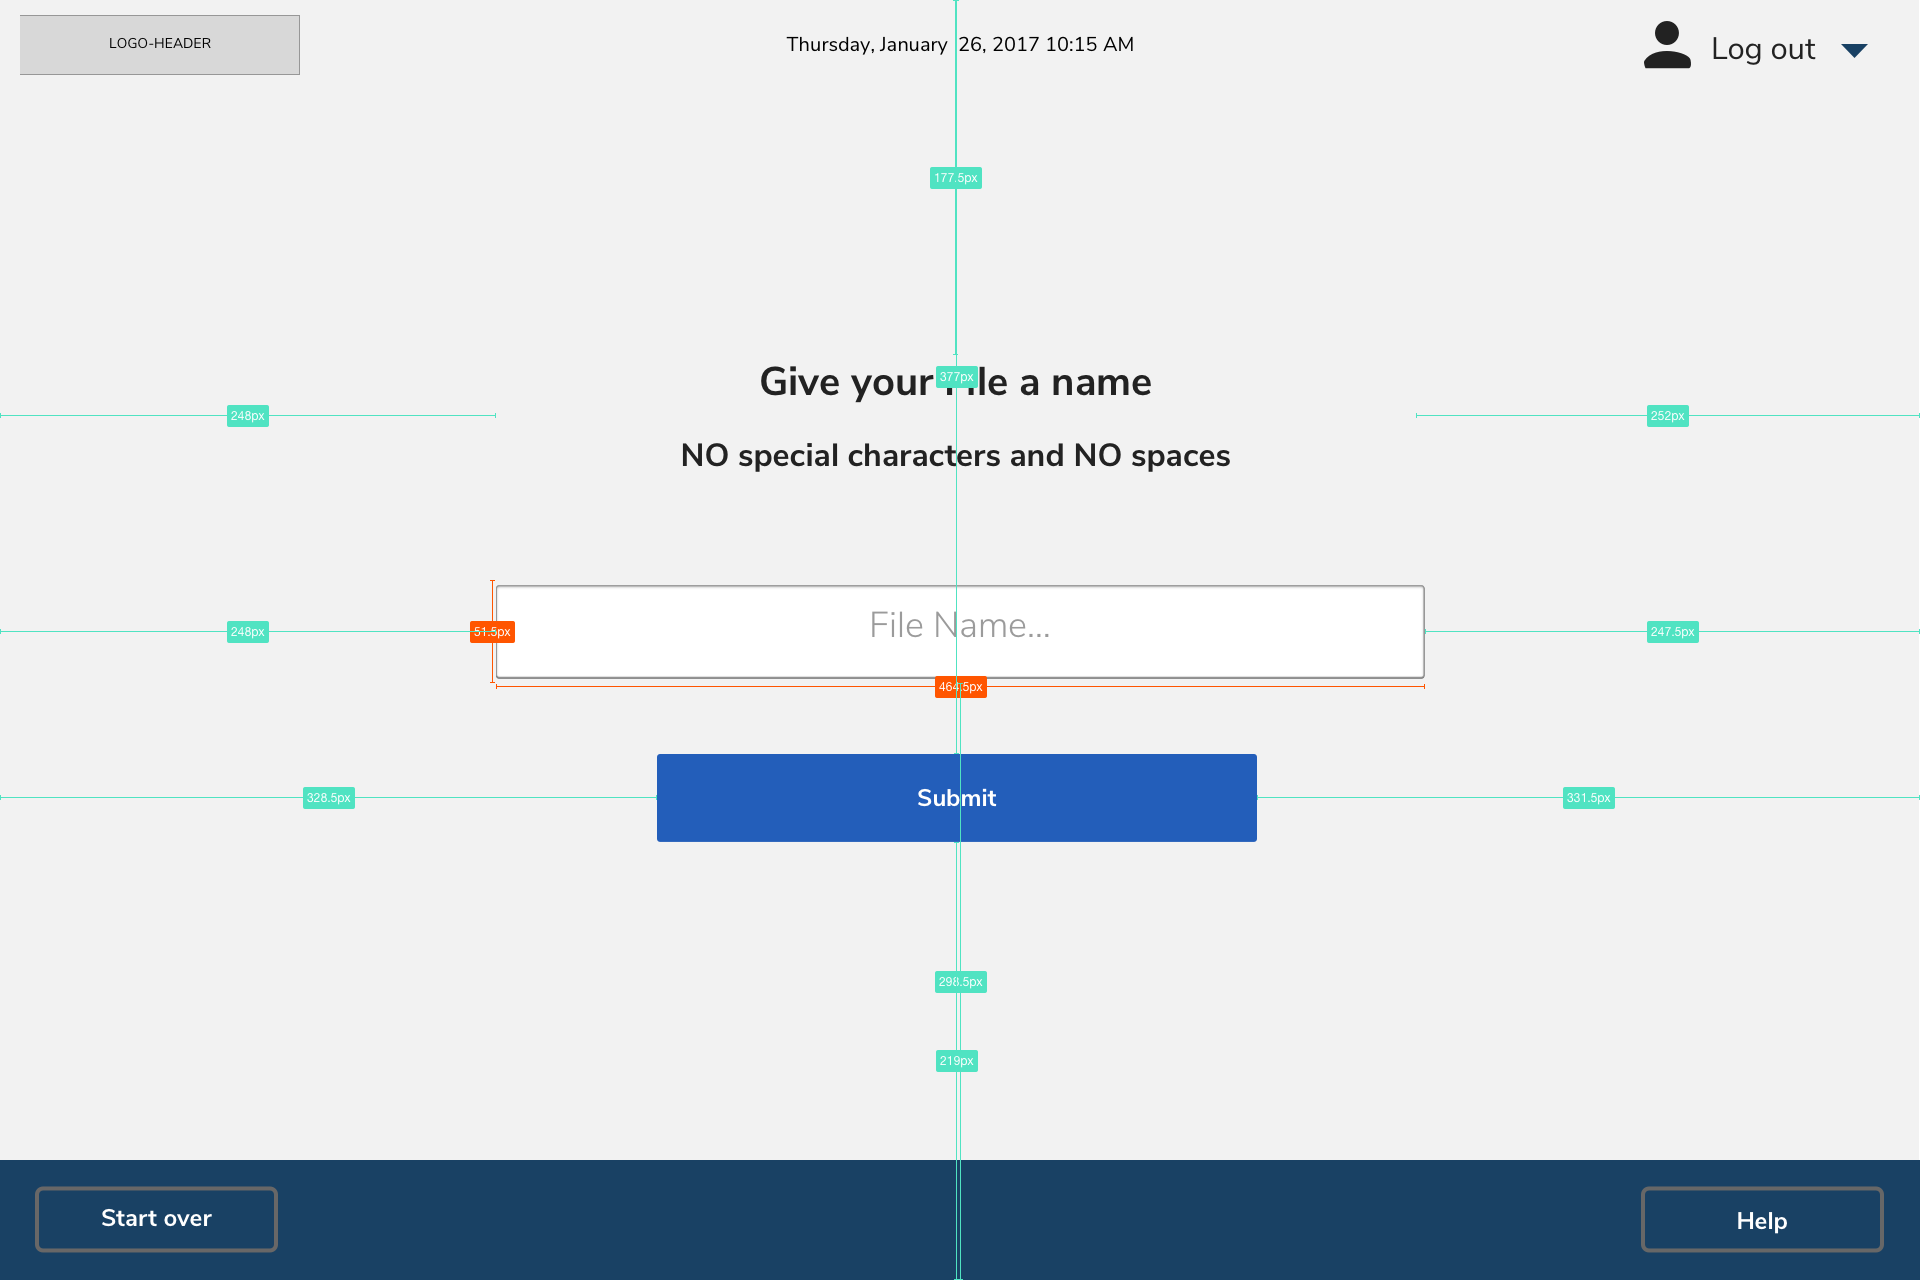 LOGO-HEADER
Thursday, January 26, 2017 10:15 AM
Log out
177.5px
Give your File a name
377px
248px
252px
NO special characters and NO spaces
File Name...
248px
51.5px
247.5px
464.5px
Submit
328.5px
331.5px
298.5px
219px
Start over
Help